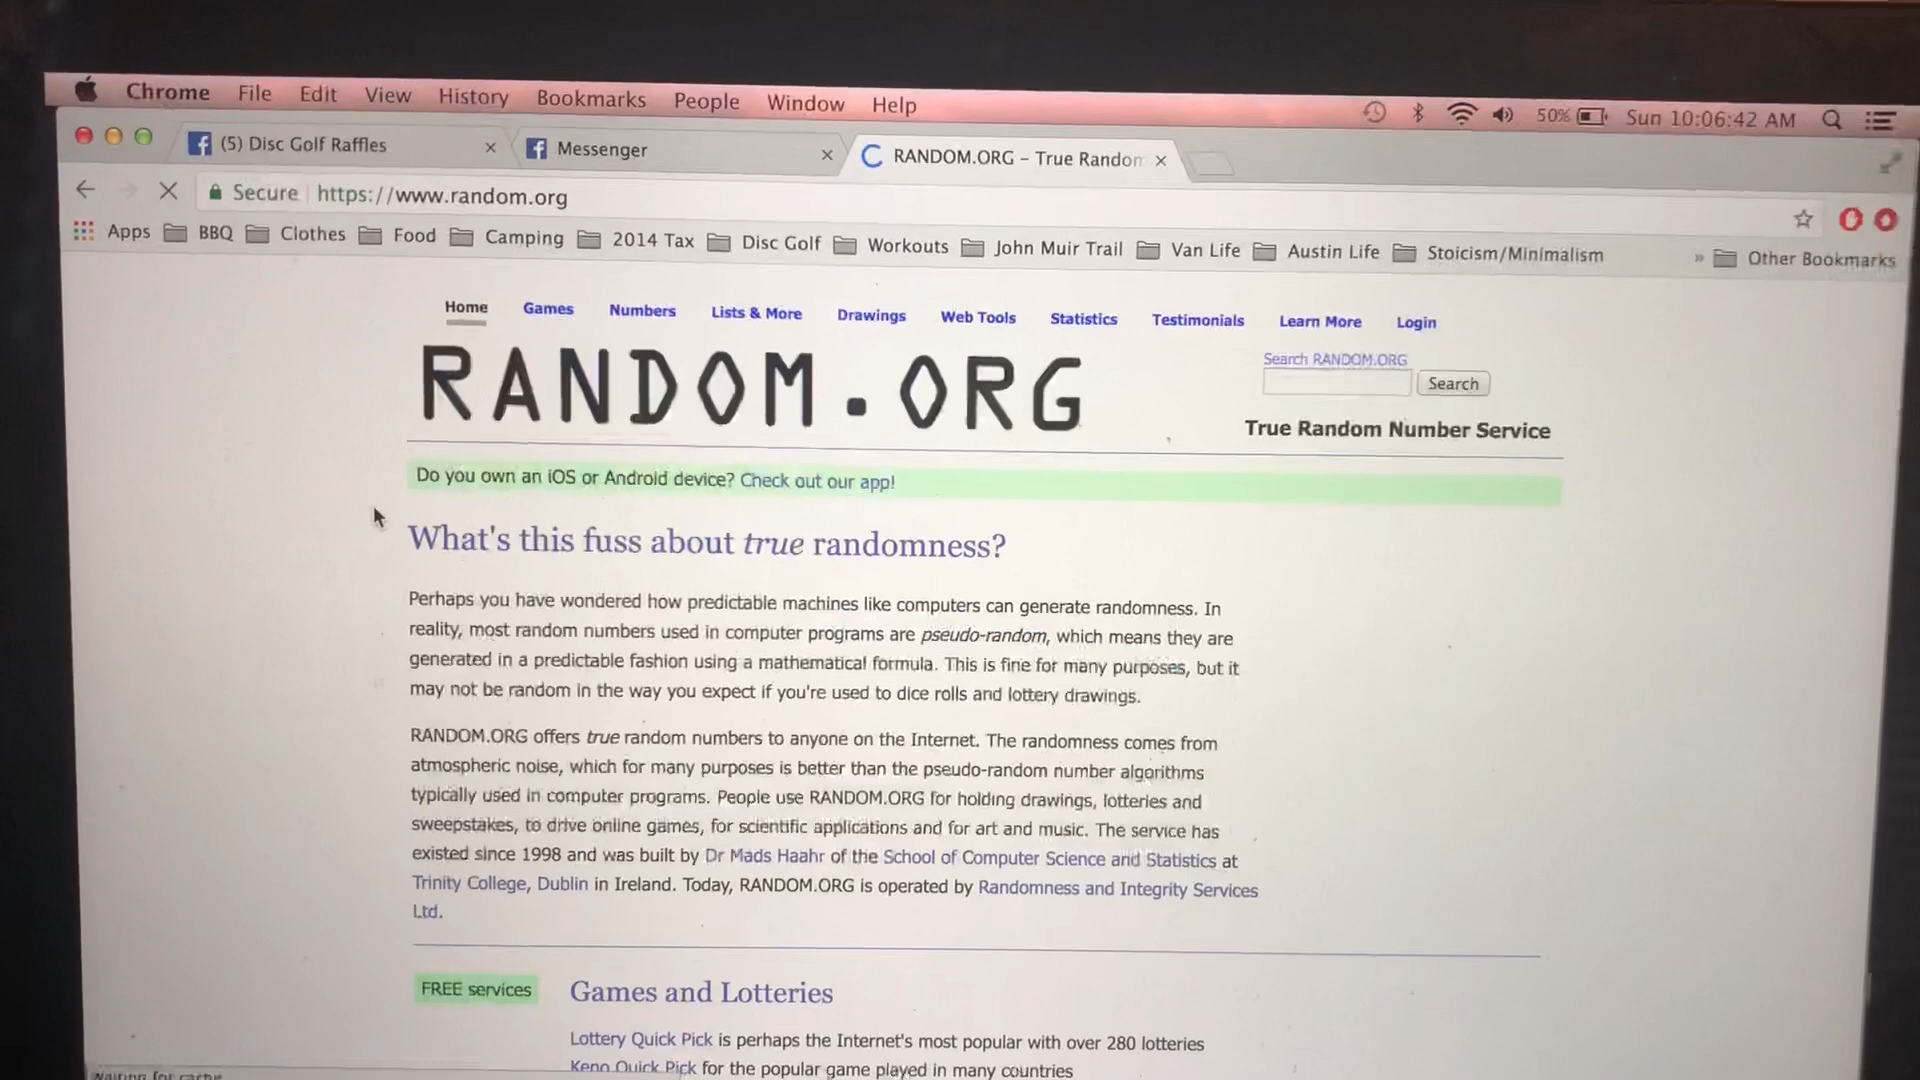 Chrome File Edit View History Bookmarks People Window Help 50% Sun 10:06:42 AM
(5) Disc Golf Raffles Messenger RANDOM.ORG – True Random
Secure https://www.random.org
Apps BBQ Clothes Food Camping 2014 Tax Disc Golf Workouts John Muir Trail Van Life Austin Life Stoicism/Minimalism » Other Bookmarks
Home Games Numbers Lists & More Drawings Web Tools Statistics Testimonials Learn More Login
RANDOM.ORG
Search RANDOM.ORG
Search
True Random Number Service
Do you own an iOS or Android device? Check out our app!
What's this fuss about true randomness?
Perhaps you have wondered how predictable machines like computers can generate randomness. In
reality, most random numbers used in computer programs are pseudo-random, which means they are
generated in a predictable fashion using a mathematical formula. This is fine for many purposes, but it
may not be random in the way you expect if you're used to dice rolls and lottery drawings.
RANDOM.ORG offers true random numbers to anyone on the Internet. The randomness comes from
atmospheric noise, which for many purposes is better than the pseudo-random number algorithms
typically used in computer programs. People use RANDOM.ORG for holding drawings, lotteries and
sweepstakes, to drive online games, for scientific applications and for art and music. The service has
existed since 1998 and was built by Dr Mads Haahr of the School of Computer Science and Statistics at
Trinity College, Dublin in Ireland. Today, RANDOM.ORG is operated by Randomness and Integrity Services
Ltd.
FREE services
Games and Lotteries
Lottery Quick Pick is perhaps the Internet's most popular with over 280 lotteries
Keno Quick Pick for the popular game played in many countries
Waiting for cache